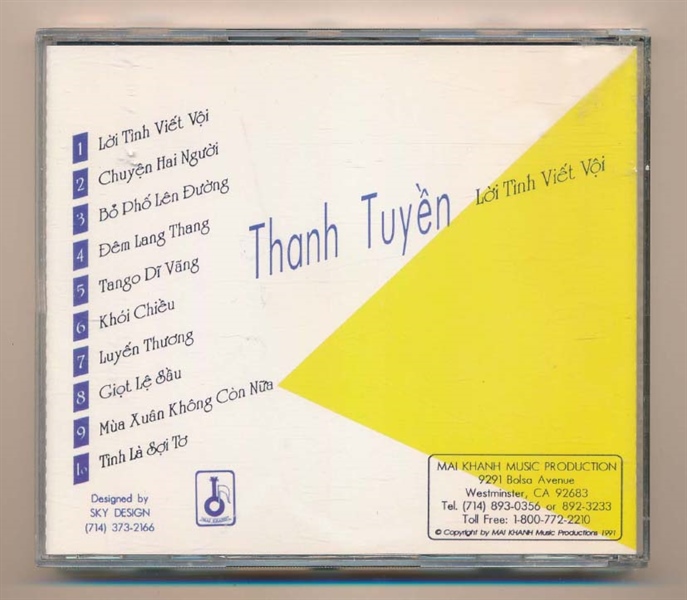 1 Lời Tình Viết Vội
2 Chuyện Hai Người
3 Bỏ Phố Lên Đường
4 Đêm Lang Thang
5 Tango Dĩ Vãng
6 Khói Chiều
7 Luyến Thương
8 Giọt Lệ Sầu
9 Mùa Xuân Không Còn Nữa
10 Tình Là Sợi Tơ
Thanh Tuyền
Lời Tình Viết Vội
Designed by
SKY DESIGN
(714) 373-2166
MAI KHANH
MAI KHANH MUSIC PRODUCTION
9291 Bolsa Avenue
Westminster, CA 92683
Tel. (714) 893-0356 or 892-3233
Toll Free: 1-800-772-2210
© Copyright by MAI KHANH Music Productions 1991